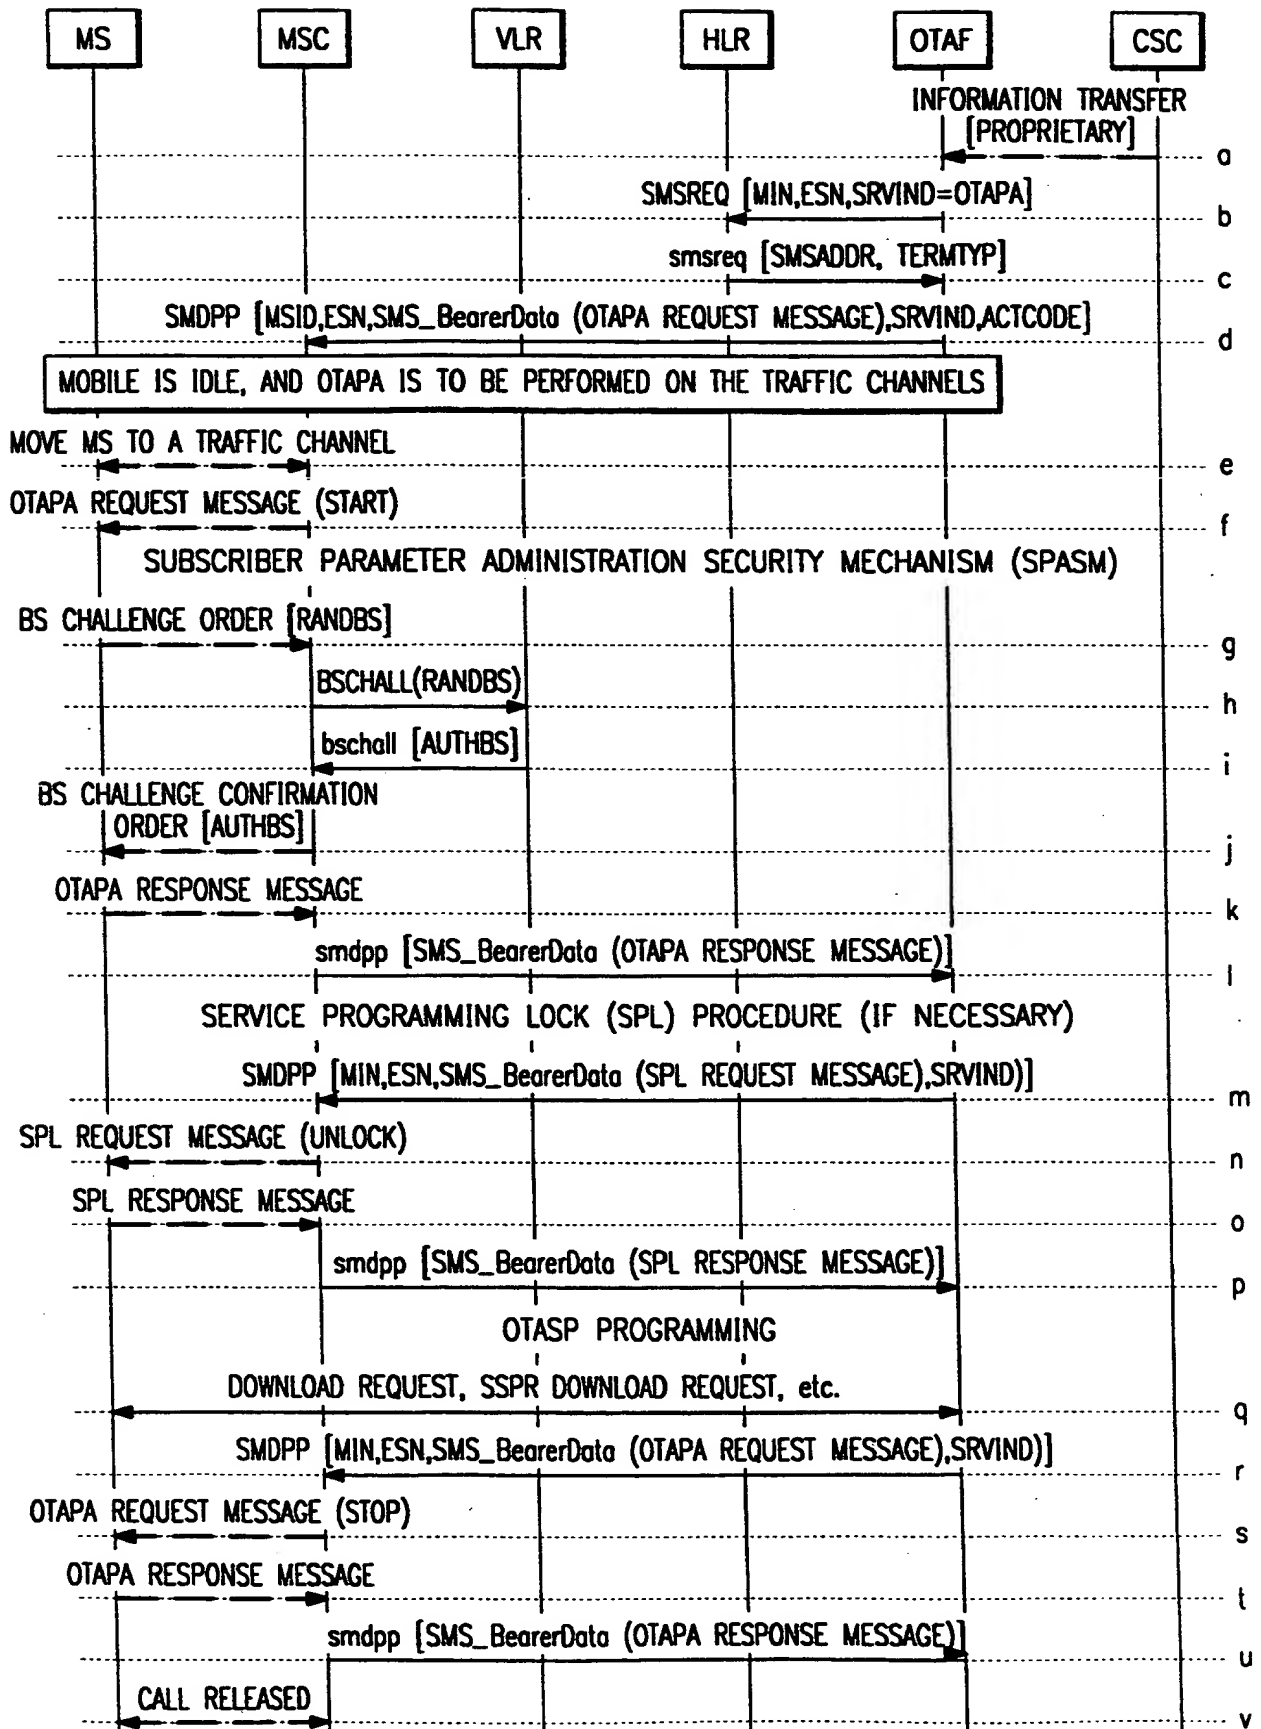 MS MSC VLR HLR OTAF CSC
INFORMATION TRANSFER
[PROPRIETARY]
a
SMSREQ [MIN,ESN,SRVIND=OTAPA]
b
smsreq [SMSADDR, TERMTYP]
c
SMDPP [MSID,ESN,SMS_BearerData (OTAPA REQUEST MESSAGE),SRVIND,ACTCODE]
d
MOBILE IS IDLE, AND OTAPA IS TO BE PERFORMED ON THE TRAFFIC CHANNELS
MOVE MS TO A TRAFFIC CHANNEL
e
OTAPA REQUEST MESSAGE (START)
f
SUBSCRIBER PARAMETER ADMINISTRATION SECURITY MECHANISM (SPASM)
BS CHALLENGE ORDER [RANDBS]
g
BSCHALL(RANDBS)
h
bschall [AUTHBS]
i
BS CHALLENGE CONFIRMATION
ORDER [AUTHBS]
j
OTAPA RESPONSE MESSAGE
k
smdpp [SMS_BearerData (OTAPA RESPONSE MESSAGE)]
l
SERVICE PROGRAMMING LOCK (SPL) PROCEDURE (IF NECESSARY)
SMDPP [MIN,ESN,SMS_BearerData (SPL REQUEST MESSAGE),SRVIND)]
m
SPL REQUEST MESSAGE (UNLOCK)
n
SPL RESPONSE MESSAGE
o
smdpp [SMS_BearerData (SPL RESPONSE MESSAGE)]
p
OTASP PROGRAMMING
DOWNLOAD REQUEST, SSPR DOWNLOAD REQUEST, etc.
q
SMDPP [MIN,ESN,SMS_BearerData (OTAPA REQUEST MESSAGE),SRVIND)]
r
OTAPA REQUEST MESSAGE (STOP)
s
OTAPA RESPONSE MESSAGE
t
smdpp [SMS_BearerData (OTAPA RESPONSE MESSAGE)]
u
CALL RELEASED
v